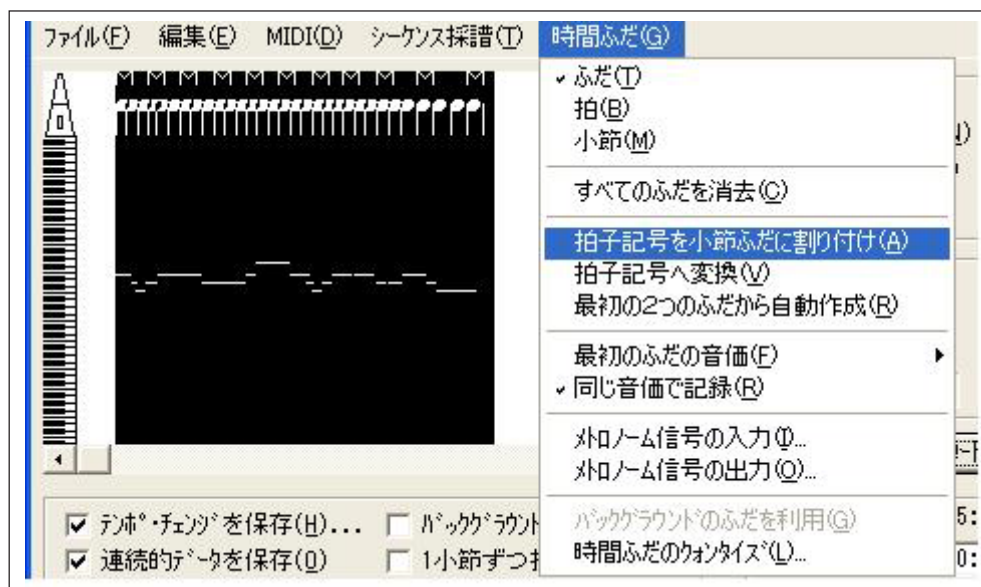 ファイル(F) 編集(E) MIDI(D) シーケンス採譜(T) 時間ふだ(G)
ふだ(T)
拍(B)
小節(M)
すべてのふだを消去(C)
拍子記号を小節ふだに割り付け(A)
拍子記号へ変換(V)
最初の2つのふだから自動作成(R)
最初のふだの音価(F)
同じ音価で記録(R)
メトロノーム信号の入力(I)...
メトロノーム信号の出力(O)...
バックグラウンドのふだを利用(G)
時間ふだのクォンタイズ(L)...
M M M M M M M M M M M
テンポ・チェンジを保存(H)... バックグラウント
連続的データを保存(O) 1小節ずつ
5:
0: